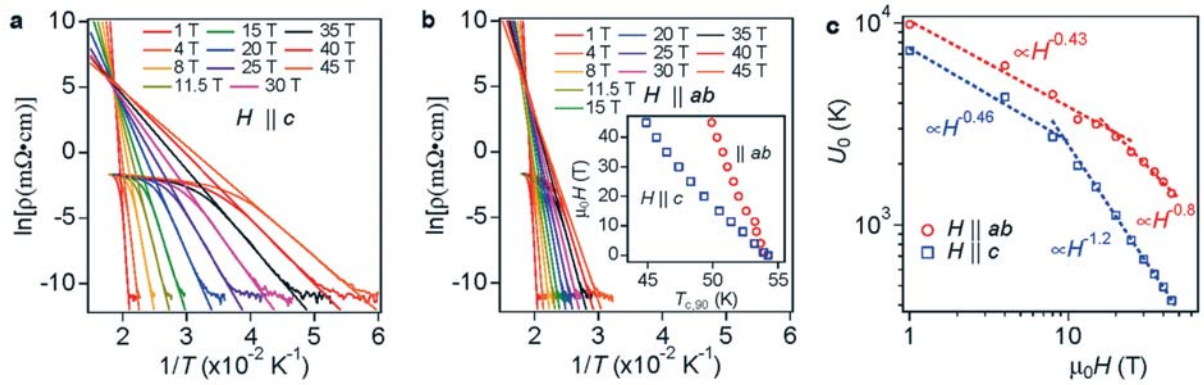 a
ln[ρ(mΩ•cm)]
10
5
0
-5
-10
1 T 15 T 35 T
4 T 20 T 40 T
8 T 25 T 45 T
11.5 T 30 T
H || c
2 3 4 5 6
1/T (x10⁻² K⁻¹)
b
ln[ρ(mΩ•cm)]
10
5
0
-5
-10
1 T 20 T 35 T
4 T 25 T 40 T
8 T 30 T 45 T
11.5 T
15 T
H || ab
μ₀H (T)
40
30
20
10
0
|| ab
H || c
45 50 55
T c,90 (K)
2 3 4 5 6
1/T (x10⁻² K⁻¹)
c
U₀ (K)
10⁴
10³
∝H⁻⁰·⁴³
∝H⁻⁰·⁴⁶
∝H⁻⁰·⁸
∝H⁻¹·²
H || ab
H || c
1 10
μ₀H (T)